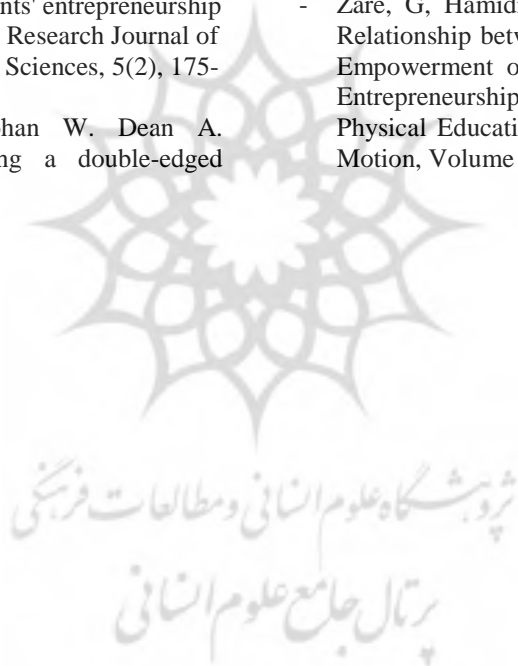 nts' entrepreneurship
Research Journal of
Sciences, 5(2), 175-
ohan W. Dean A.
ng a double-edged
- Zare, G, Hamid
Relationship betw
Empowerment o
Entrepreneurship
Physical Educati
Motion, Volume
پژوهشگاه علوم انسانی و مطالعات فرهنگی
پرتال جامع علوم انسانی